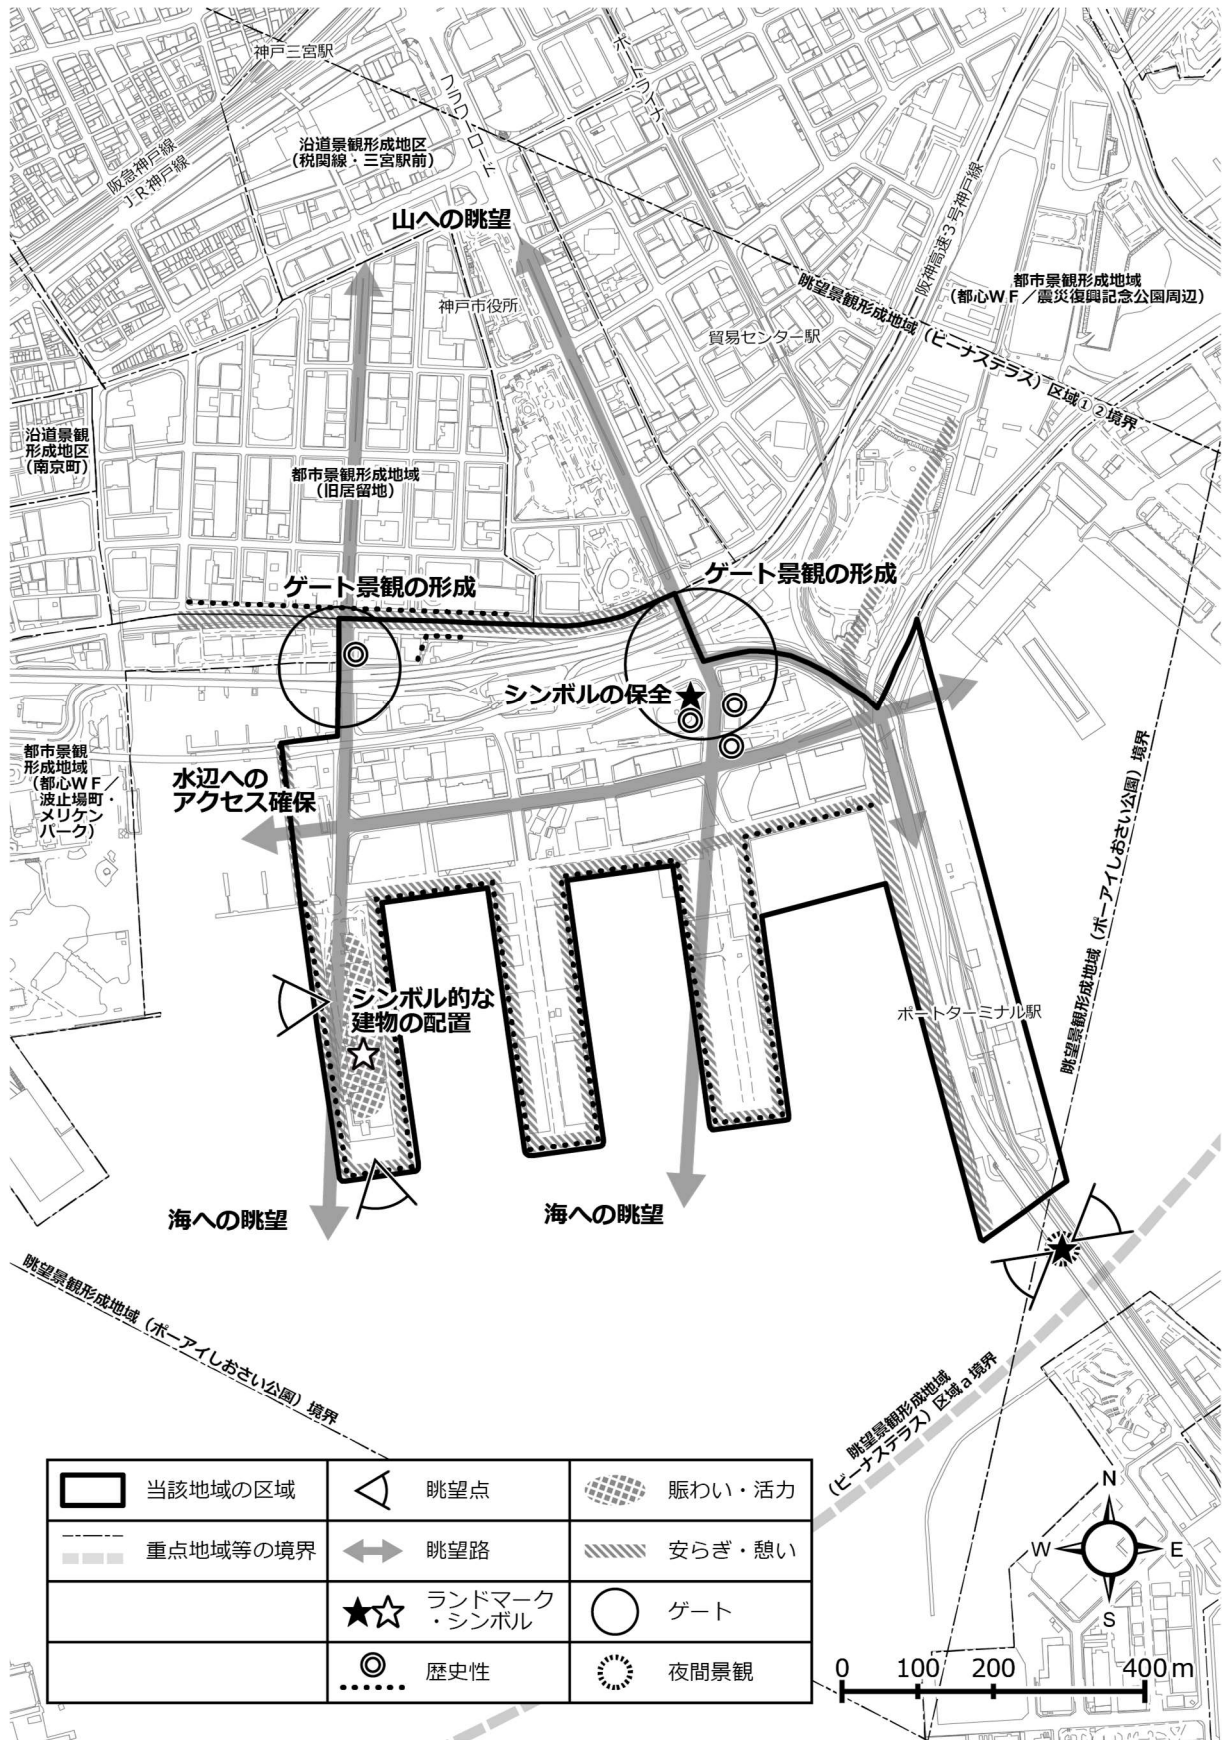 神戸三宮駅
フラワーロード
ポートライナー
沿道景観形成地区
(税関線・三宮駅前)
阪急神戸線
JR神戸線
山への眺望
阪神高速3号神戸線
都市景観形成地域
(都心WF/震災復興記念公園周辺)
神戸市役所
貿易センター駅
眺望景観形成地域(ビーナステラス)区域①②境界
沿道景観
形成地区
(南京町)
都市景観形成地域
(旧居留地)
ゲート景観の形成
ゲート景観の形成
シンボルの保全
都市景観
形成地域
(都心WF/
波止場町・
メリケン
パーク)
水辺への
アクセス確保
眺望景観形成地域(ポーアイしおさい公園)境界
シンボル的な
建物の配置
ポートターミナル駅
海への眺望
海への眺望
眺望景観形成地域(ポーアイしおさい公園)境界
眺望景観形成地域
(ビーナステラス)区域a境界
当該地域の区域
眺望点
賑わい・活力
重点地域等の境界
眺望路
安らぎ・憩い
ランドマーク
・シンボル
ゲート
歴史性
夜間景観
N
W
E
S
0 100 200 400m